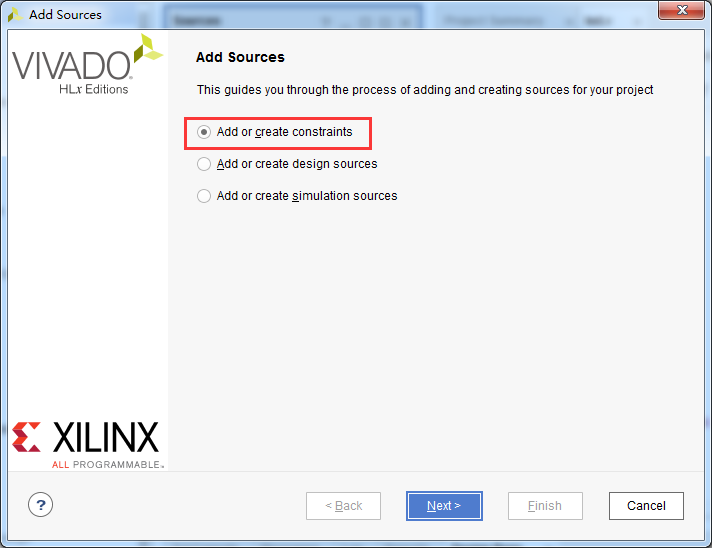 Add Sources
VIVADO
HLx Editions
Add Sources
This guides you through the process of adding and creating sources for your project
Add or create constraints
Add or create design sources
Add or create simulation sources
XILINX
ALL PROGRAMMABLE™
?
< Back
Next >
Finish
Cancel